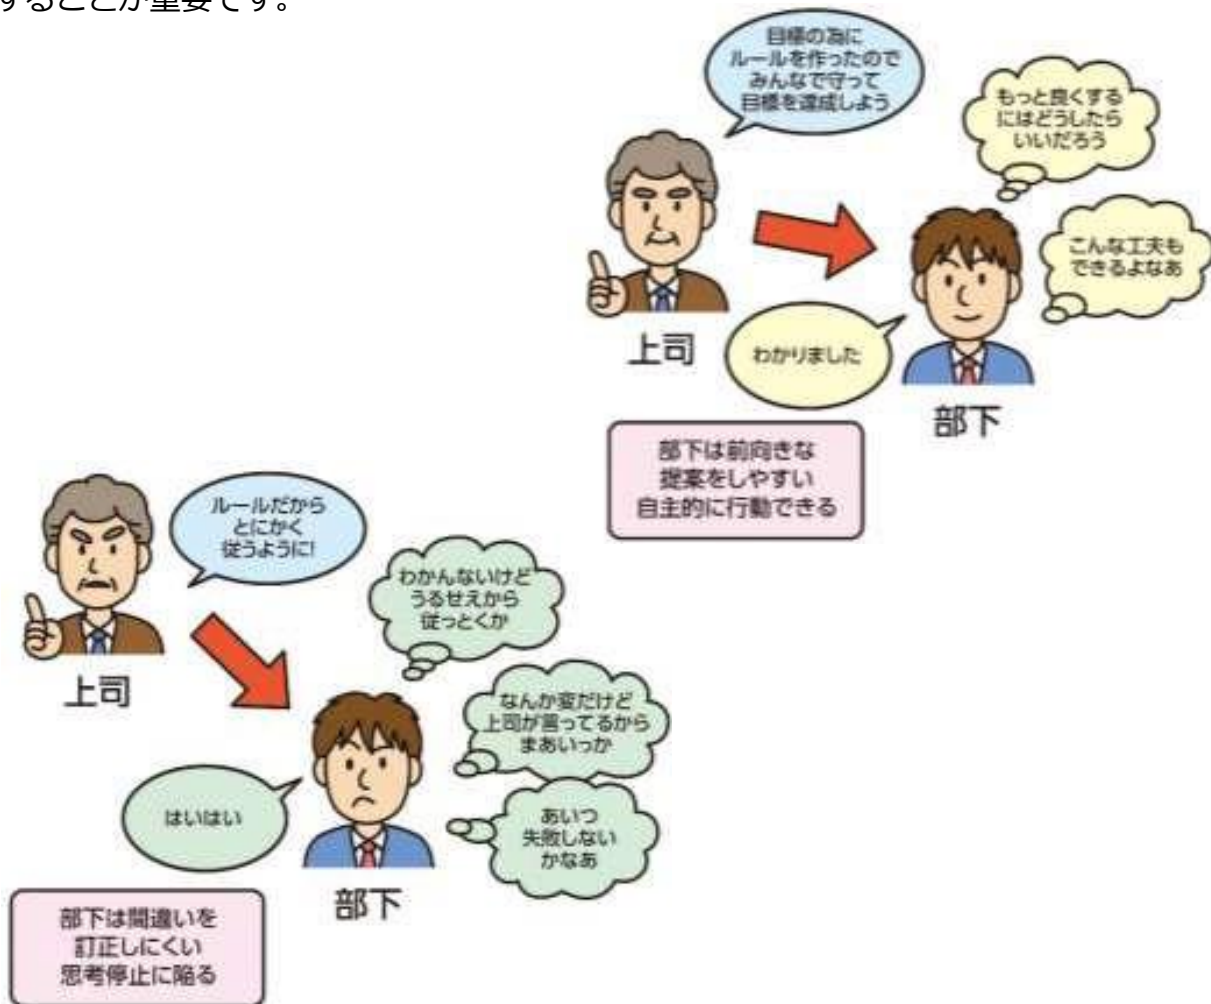 することが重要です。
目標の為に
ルールを作ったので
みんなで守って
目標を達成しよう
もっと良くする
にはどうしたら
いいだろう
こんな工夫も
できるよなあ
上司
わかりました
部下
部下は前向きな
提案をしやすい
自主的に行動できる
ルールだから
とにかく
従うように!
わかんないけど
うるせえから
従っとくか
上司
なんか変だけど
上司が言ってるから
まあいっか
はいはい
あいつ
失敗しない
かなあ
部下
部下は間違いを
訂正しにくい
思考停止に陥る